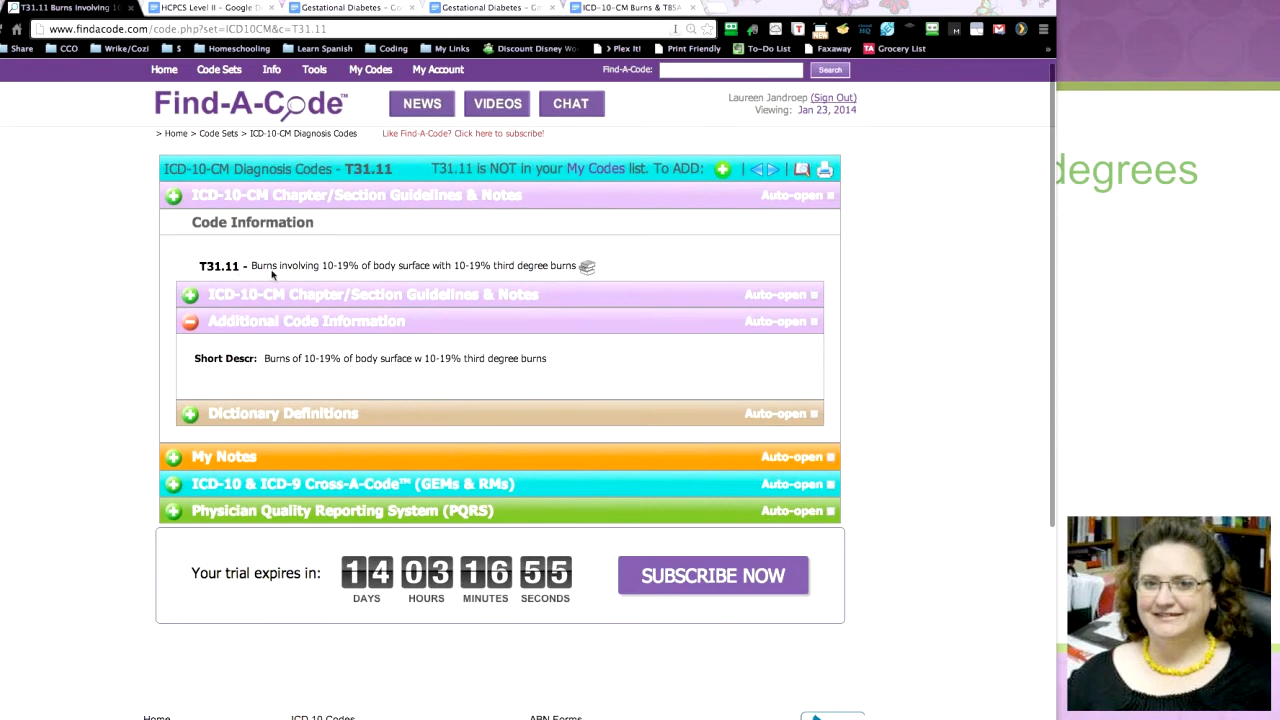 T31.11 Burns Involving 10
HCPCS Level II - Google D
Gestational Diabetes - Go
Gestational Diabetes - Go
ICD-10-CM Burns & TBSA
www.findacode.com/code.php?set=ICD10CM&c=T31.11
Share CCO Wrike/Cozi Homeschooling Learn Spanish Coding My Links Discount Disney Wo Plex It! Print Friendly To-Do List Faxaway Grocery List »
Home Code Sets Info Tools My Codes My Account Find-A-Code: Search
Find-A-Code™ NEWS VIDEOS CHAT
Laureen Jandroep (Sign Out)
Viewing: Jan 23, 2014
> Home > Code Sets > ICD-10-CM Diagnosis Codes Like Find-A-Code? Click here to subscribe!
ICD-10-CM Diagnosis Codes - T31.11 T31.11 is NOT in your My Codes list. To ADD:
degrees
ICD-10-CM Chapter/Section Guidelines & Notes Auto-open
Code Information
T31.11 - Burns involving 10-19% of body surface with 10-19% third degree burns
ICD-10-CM Chapter/Section Guidelines & Notes Auto-open
Additional Code Information Auto-open
Short Descr: Burns of 10-19% of body surface w 10-19% third degree burns
Dictionary Definitions Auto-open
My Notes Auto-open
ICD-10 & ICD-9 Cross-A-Code™ (GEMs & RMs) Auto-open
Physician Quality Reporting System (PQRS) Auto-open
Your trial expires in: 14 03 16 55 SUBSCRIBE NOW
DAYS HOURS MINUTES SECONDS
Home ICD-10 Codes ABN Forms